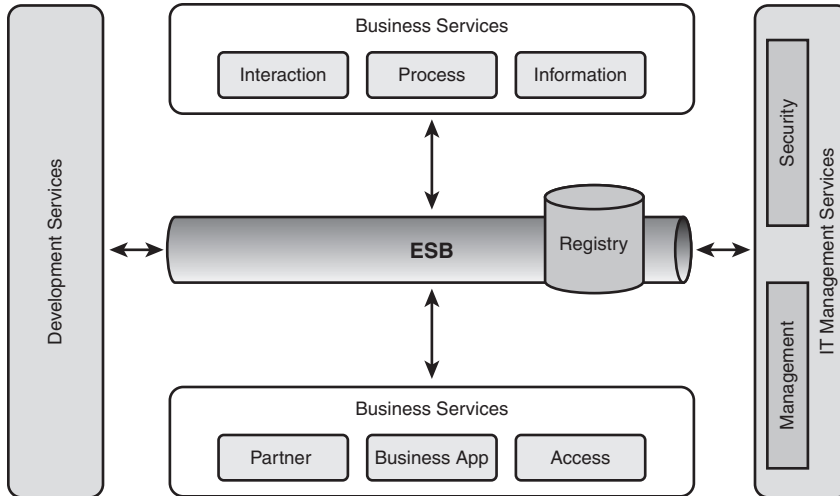 Business Services
Interaction
Process
Information
Development Services
ESB
Registry
Security
Management
IT Management Services
Business Services
Partner
Business App
Access